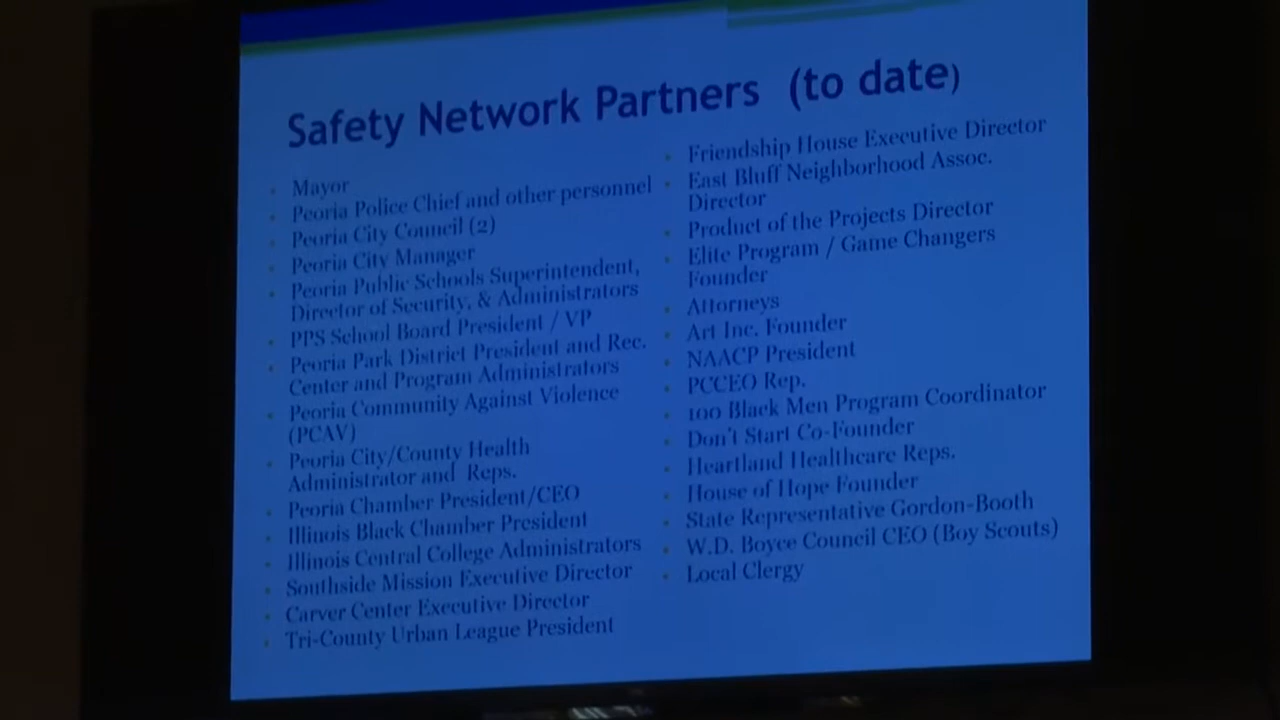 Safety Network Partners (to date)
Mayor
Peoria Police Chief and other personnel
Peoria City Council (2)
Peoria City Manager
Peoria Public Schools Superintendent,
Director of Security, & Administrators
PPS School Board President / VP
Peoria Park District President and Rec.
Center and Program Administrators
Peoria Community Against Violence
(PCAV)
Peoria City/County Health
Administrator and Reps.
Peoria Chamber President/CEO
Illinois Black Chamber President
Illinois Central College Administrators
Southside Mission Executive Director
Carver Center Executive Director
Tri-County Urban League President
Friendship House Executive Director
East Bluff Neighborhood Assoc.
Director
Product of the Projects Director
Elite Program / Game Changers
Founder
Attorneys
Art Inc. Founder
NAACP President
PCCEO Rep.
100 Black Men Program Coordinator
Don't Start Co-Founder
Heartland Healthcare Reps.
House of Hope Founder
State Representative Gordon-Booth
W.D. Boyce Council CEO (Boy Scouts)
Local Clergy